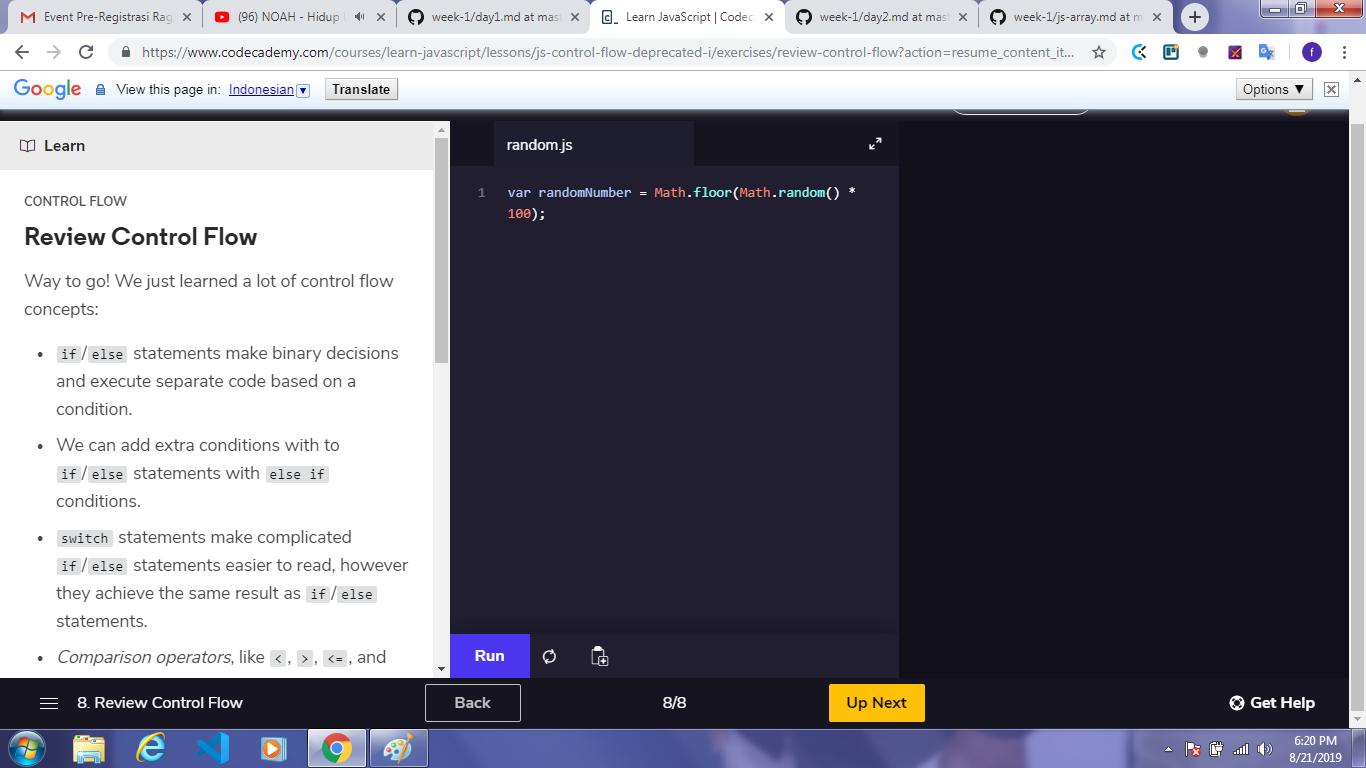 Event Pre-Registrasi Rag
(96) NOAH - Hidup
week-1/day1.md at mast
Learn JavaScript | Codec
week-1/day2.md at mast
week-1/js-array.md at m
https://www.codecademy.com/courses/learn-javascript/lessons/js-control-flow-deprecated-i/exercises/review-control-flow?action=resume_content_it...
f
Google View this page in: Indonesian Translate Options ▼
Learn
random.js
CONTROL FLOW
Review Control Flow
Way to go! We just learned a lot of control flow
concepts:
• if/else statements make binary decisions
and execute separate code based on a
condition.
• We can add extra conditions with to
if/else statements with else if
conditions.
• switch statements make complicated
if/else statements easier to read, however
they achieve the same result as if/else
statements.
• Comparison operators, like <, >, <=, and
1 var randomNumber = Math.floor(Math.random() *
100);
Run
8. Review Control Flow
Back
8/8
Up Next
Get Help
6:20 PM
8/21/2019